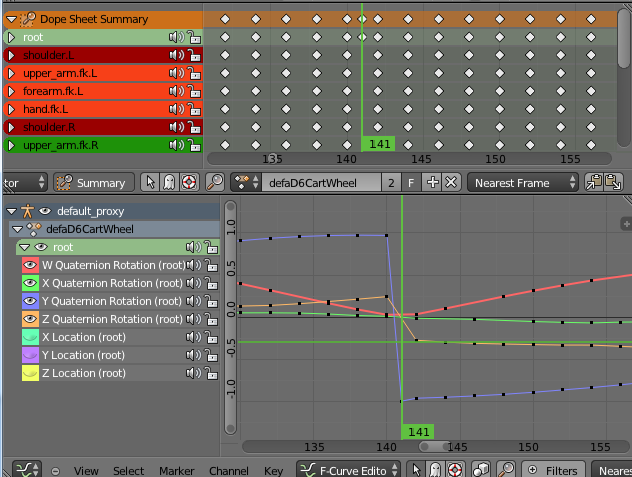 Dope Sheet Summary
root
shoulder.L
upper_arm.fk.L
forearm.fk.L
hand.fk.L
shoulder.R
upper_arm.fk.R
141
135 140 145 150 155
tor Summary defaD6CartWheel 2 F Nearest Frame
default_proxy
defaD6CartWheel
root
W Quaternion Rotation (root)
X Quaternion Rotation (root)
Y Quaternion Rotation (root)
Z Quaternion Rotation (root)
X Location (root)
Y Location (root)
Z Location (root)
1.0
0.5
0.0
-0.5
-1.0
141
135 140 150 155
View Select Marker Channel Key F-Curve Edito Filters Neares